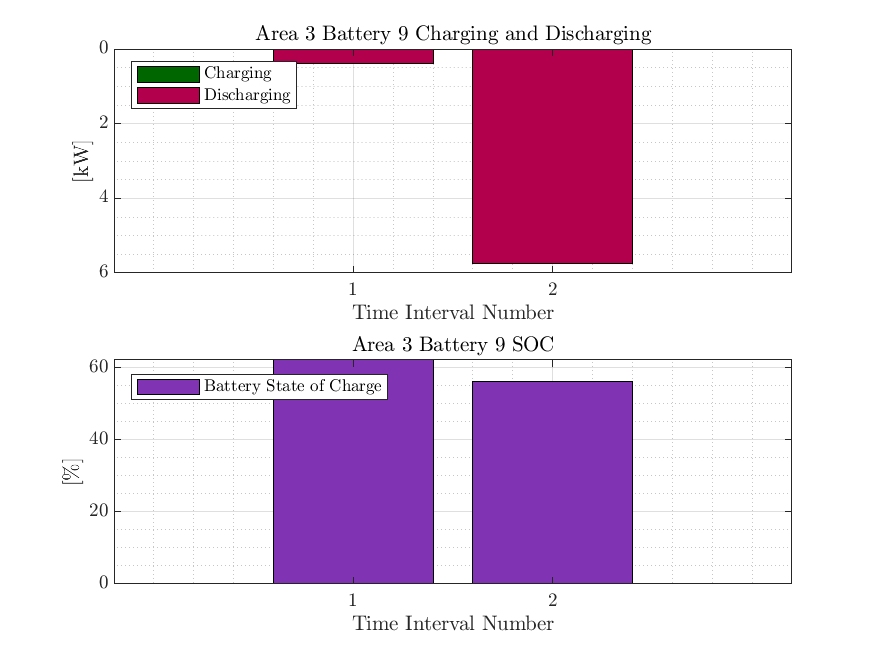 Area 3 Battery 9 Charging and Discharging
0
2
4
6
[kW]
Charging
Discharging
1
2
Time Interval Number
Area 3 Battery 9 SOC
60
40
20
0
[%]
Battery State of Charge
1
2
Time Interval Number